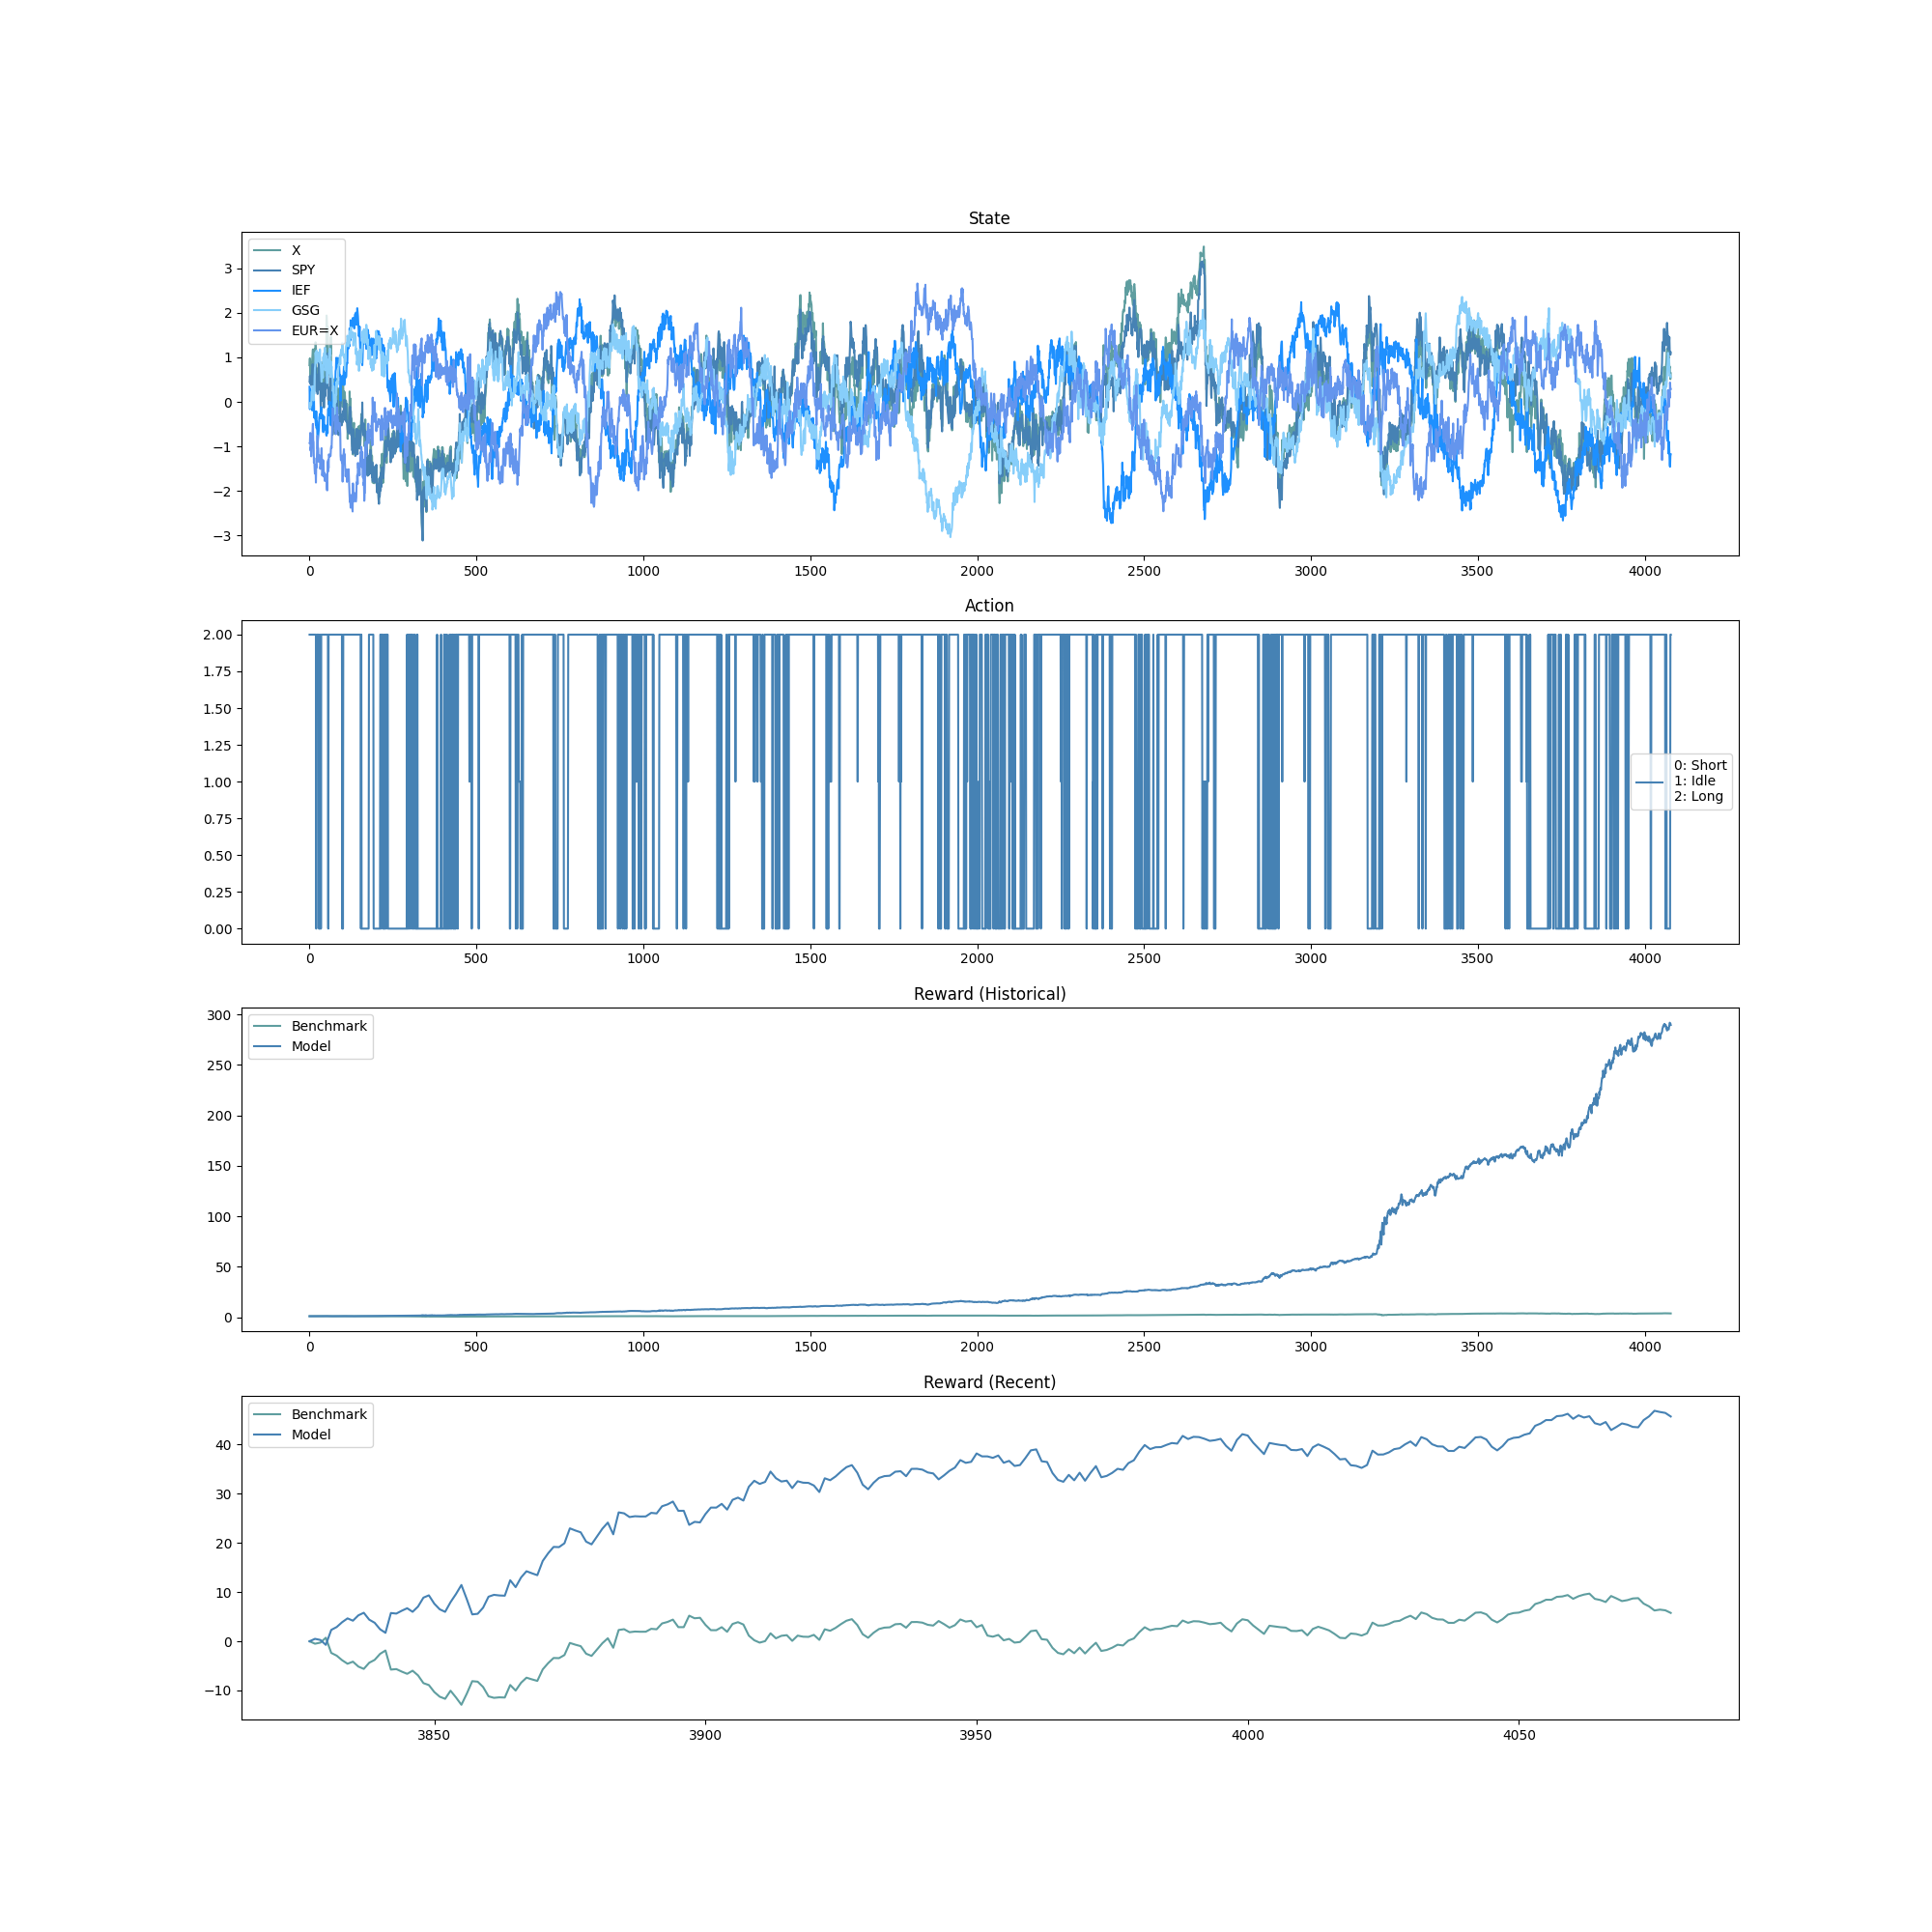 State
X
SPY
IEF
GSG
EUR=X
3
2
1
0
−1
−2
−3
0 500 1000 1500 2000 2500 3000 3500 4000
Action
2.00
1.75
1.50
1.25
1.00
0.75
0.50
0.25
0.00
0: Short
1: Idle
2: Long
0 500 1000 1500 2000 2500 3000 3500 4000
Reward (Historical)
Benchmark
Model
300
250
200
150
100
50
0
0 500 1000 1500 2000 2500 3000 3500 4000
Reward (Recent)
Benchmark
Model
40
30
20
10
0
−10
3850 3900 3950 4000 4050